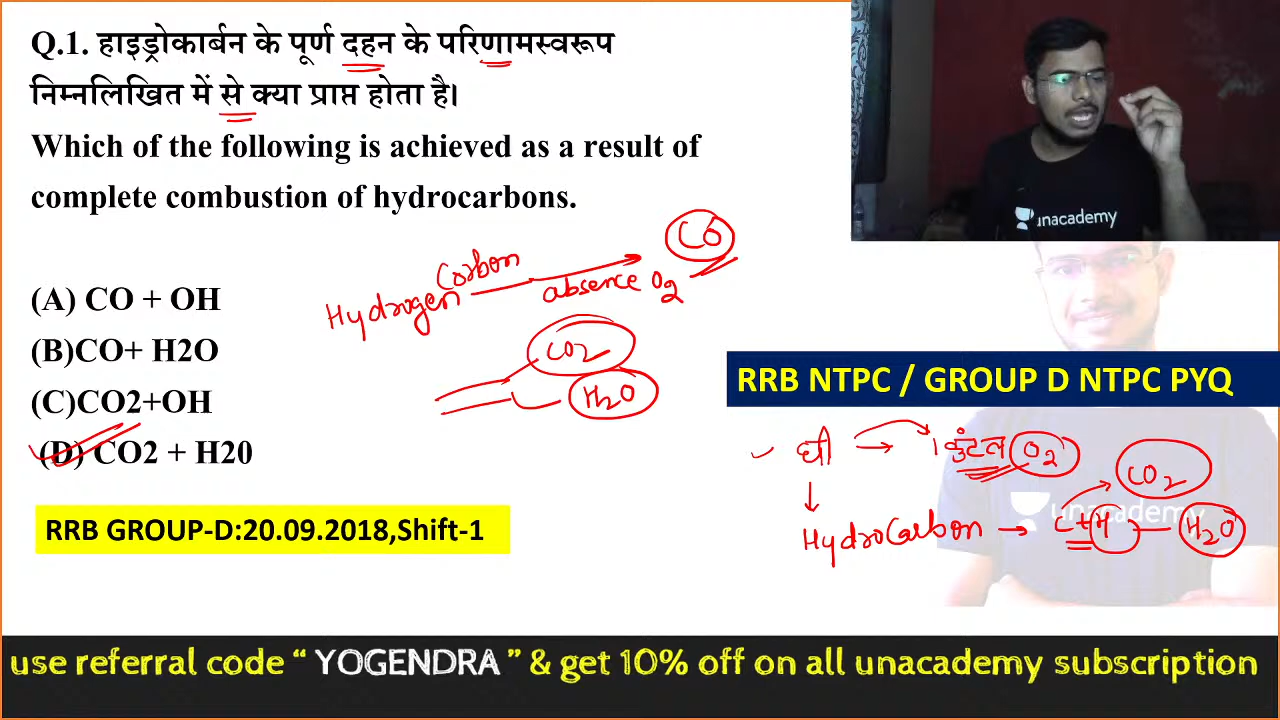 Q.1. हाइड्रोकार्बन के पूर्ण दहन के परिणामस्वरूप
निम्नलिखित में से क्या प्राप्त होता है।
Which of the following is achieved as a result of
complete combustion of hydrocarbons.
(A) CO + OH
(B)CO+ H2O
(C)CO2+OH
(D) CO2 + H20
RRB GROUP-D:20.09.2018,Shift-1
Hydrogen Carbon
absence O2
CO
CO2
H2O
unacademy
RRB NTPC / GROUP D NTPC PYQ
घी → 1 कुंटल O2
CO2
unacademy
HydroCarbon → C+H — H2O
use referral code “ YOGENDRA ” & get 10% off on all unacademy subscription